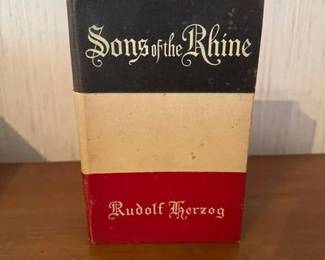 Sons of the Rhine
Rudolf Herzog